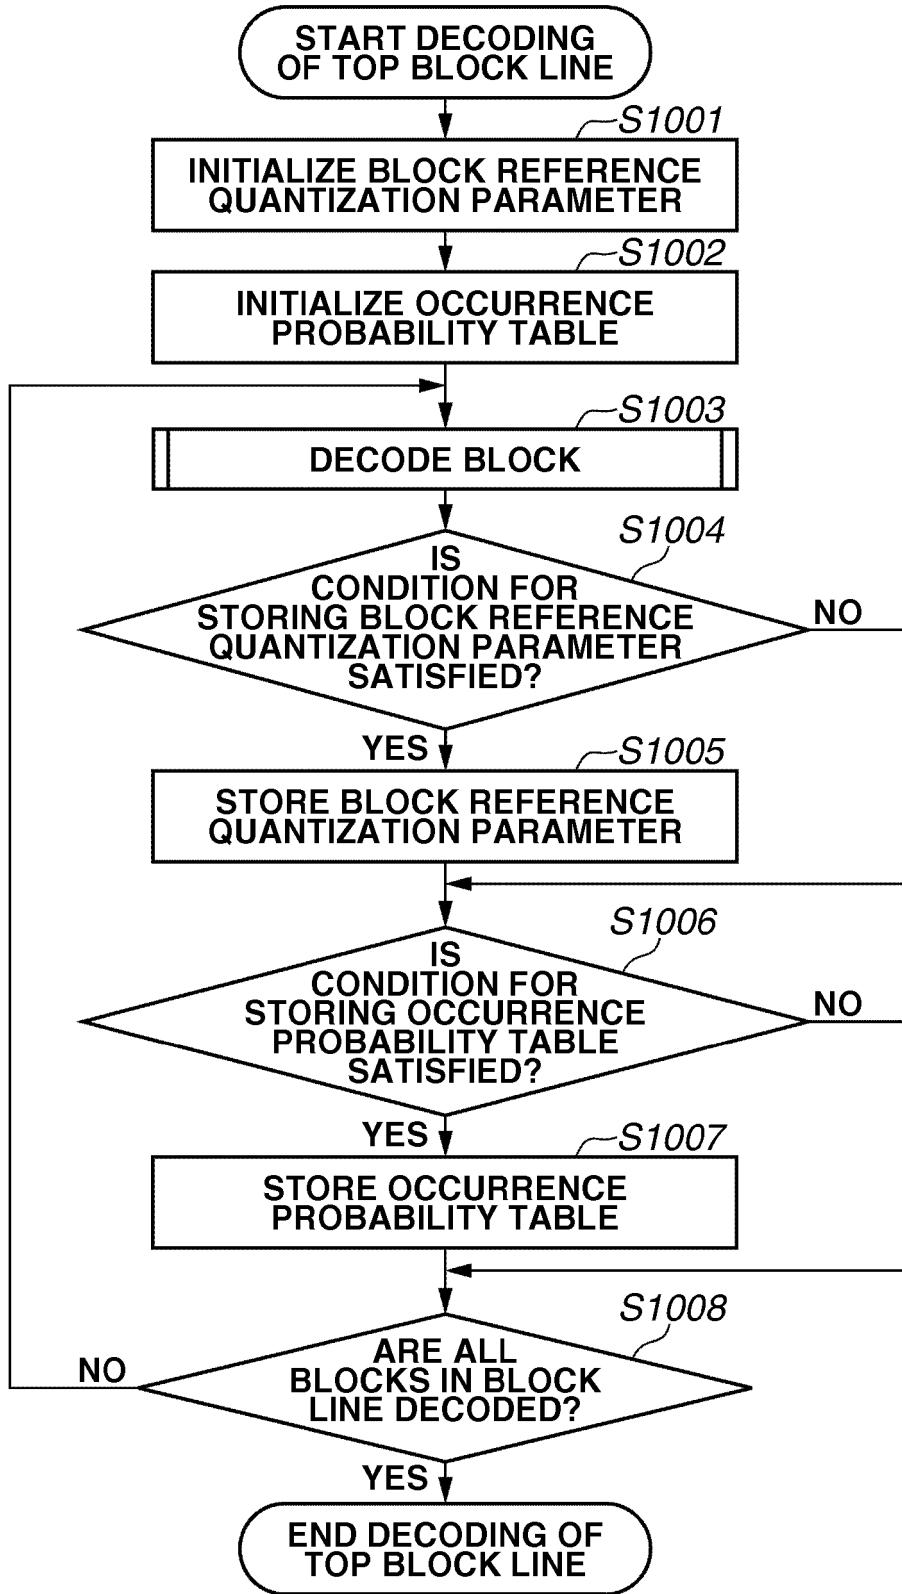 START DECODING
OF TOP BLOCK LINE
S1001
INITIALIZE BLOCK REFERENCE
QUANTIZATION PARAMETER
S1002
INITIALIZE OCCURRENCE
PROBABILITY TABLE
S1003
DECODE BLOCK
S1004
IS
CONDITION FOR
STORING BLOCK REFERENCE
QUANTIZATION PARAMETER
SATISFIED?
NO
YES
S1005
STORE BLOCK REFERENCE
QUANTIZATION PARAMETER
S1006
IS
CONDITION FOR
STORING OCCURRENCE
PROBABILITY TABLE
SATISFIED?
NO
YES
S1007
STORE OCCURRENCE
PROBABILITY TABLE
S1008
ARE ALL
BLOCKS IN BLOCK
LINE DECODED?
NO
YES
END DECODING OF
TOP BLOCK LINE